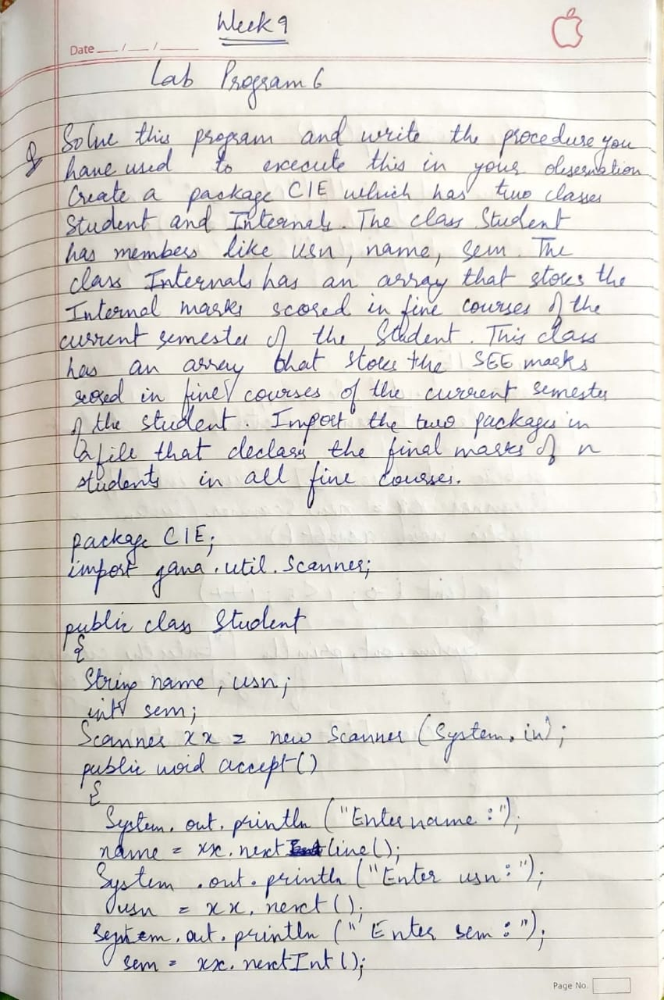 Week 9
Date __/__/____
Lab Program 6
Q Solve this program and write the procedure you
have used to execute this in your observation
Create a package CIE which has two classes
Student and Internals. The class Student
has members like usn, name, sem. The
class Internals has an array that stores the
Internal marks scored in five courses of the
current semester of the Student. This class
has an array that stores the SEE marks
scored in five courses of the current semester
of the student. Import the two packages in
a file that declares the final marks of n
students in all five courses.
package CIE;
import java.util.Scanner;
public class Student
{
String name, usn;
int sem;
Scanner xx = new Scanner (System.in);
public void accept()
{
System.out.println ("Enter name :");
name = xx.nextLine();
System.out.println ("Enter usn:");
usn = xx.next();
System.out.println ("Enter sem :");
sem = xx.nextInt();
Page No.